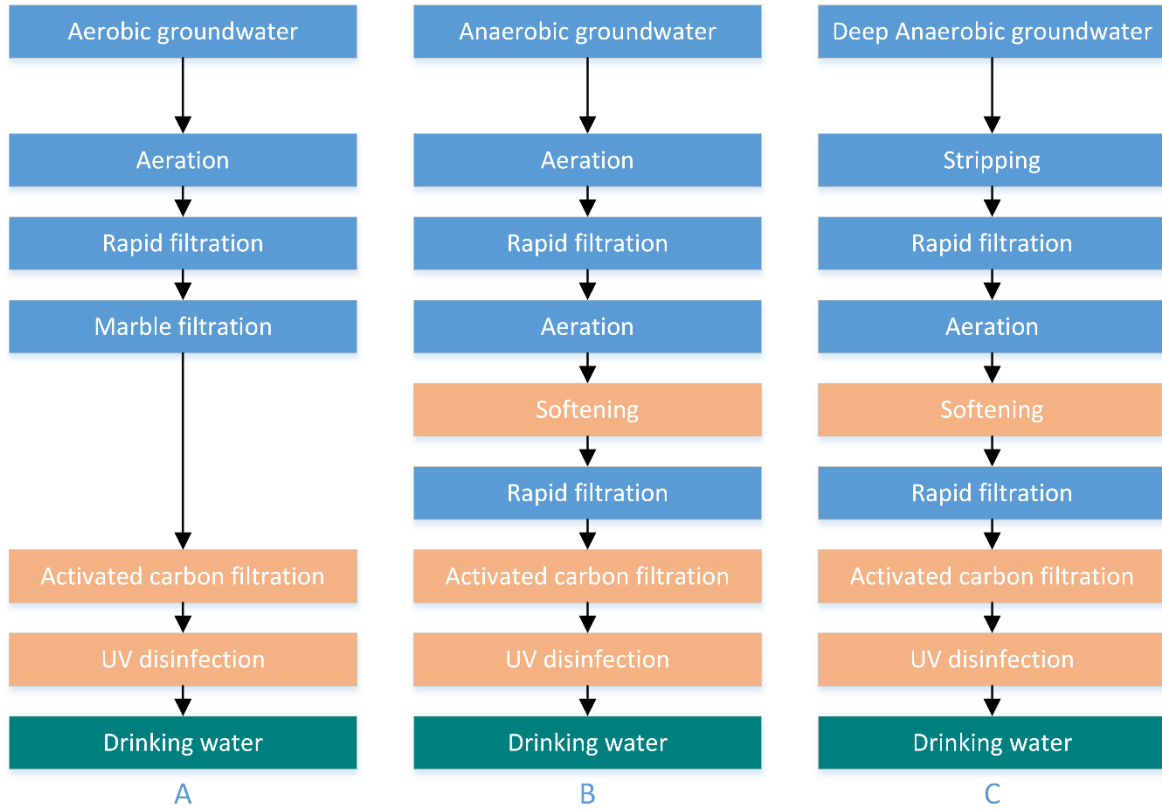 Aerobic groundwater
Aeration
Rapid filtration
Marble filtration
Activated carbon filtration
UV disinfection
Drinking water
A
Anaerobic groundwater
Aeration
Rapid filtration
Aeration
Softening
Rapid filtration
Activated carbon filtration
UV disinfection
Drinking water
B
Deep Anaerobic groundwater
Stripping
Rapid filtration
Aeration
Softening
Rapid filtration
Activated carbon filtration
UV disinfection
Drinking water
C